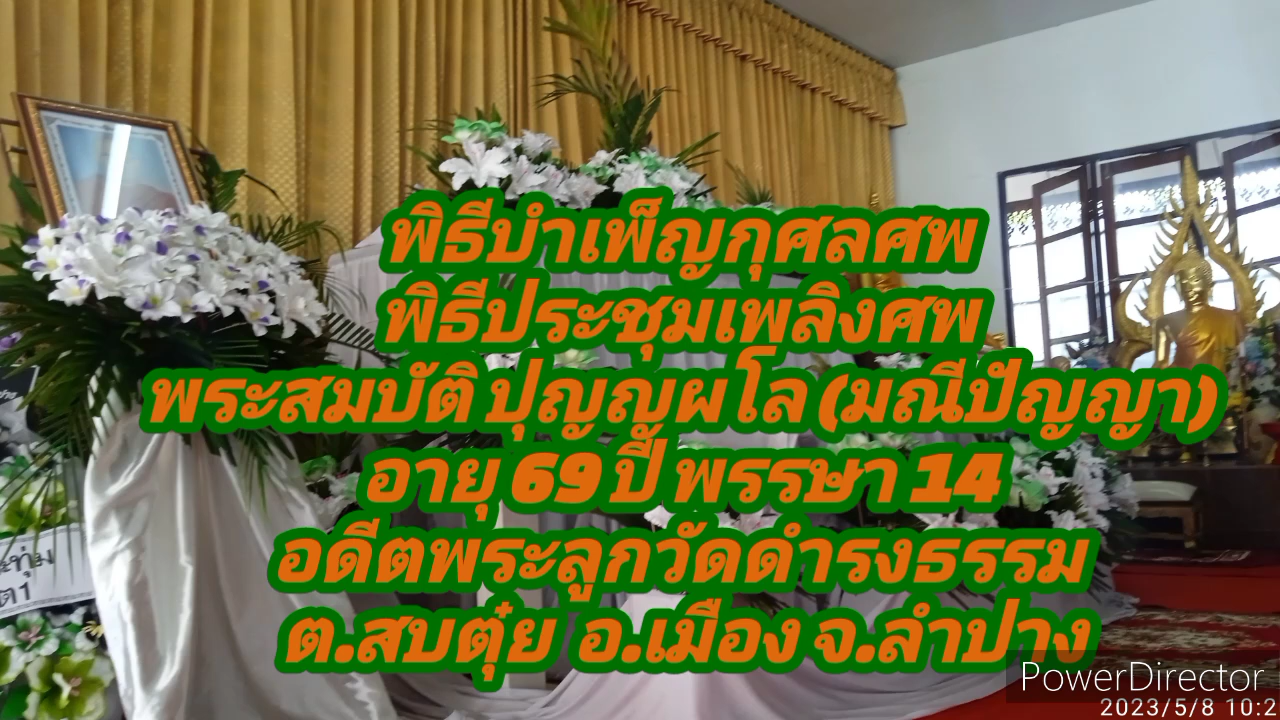 พิธีบำเพ็ญกุศลศพ
พิธีประชุมเพลิงศพ
พระสมบัติ ปุญญผโล (มณีปัญญา)
อายุ 69 ปี พรรษา 14
อดีตพระลูกวัดดำรงธรรม
ต.สบตุ๋ย อ.เมือง จ.ลำปาง
PowerDirector
2023/5/8 10:2